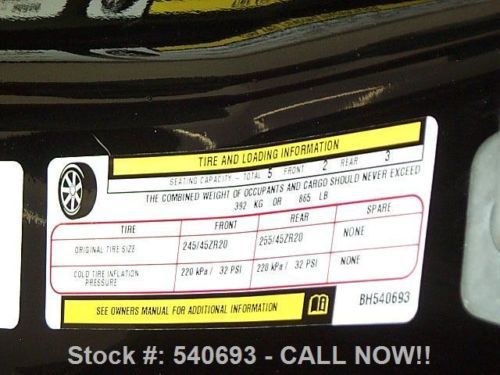 TIRE AND LOADING INFORMATION
SEATING CAPACITY - TOTAL 5 FRONT 2 REAR 3
THE COMBINED WEIGHT OF OCCUPANTS AND CARGO SHOULD NEVER EXCEED
392 KG OR 865 LB
TIRE FRONT REAR SPARE
ORIGINAL TIRE SIZE 245/45ZR20 255/45ZR20 NONE
COLD TIRE INFLATION PRESSURE 220 kPa / 32 PSI 220 kPa / 32 PSI NONE
SEE OWNERS MANUAL FOR ADDITIONAL INFORMATION BH540693
Stock #: 540693 - CALL NOW!!